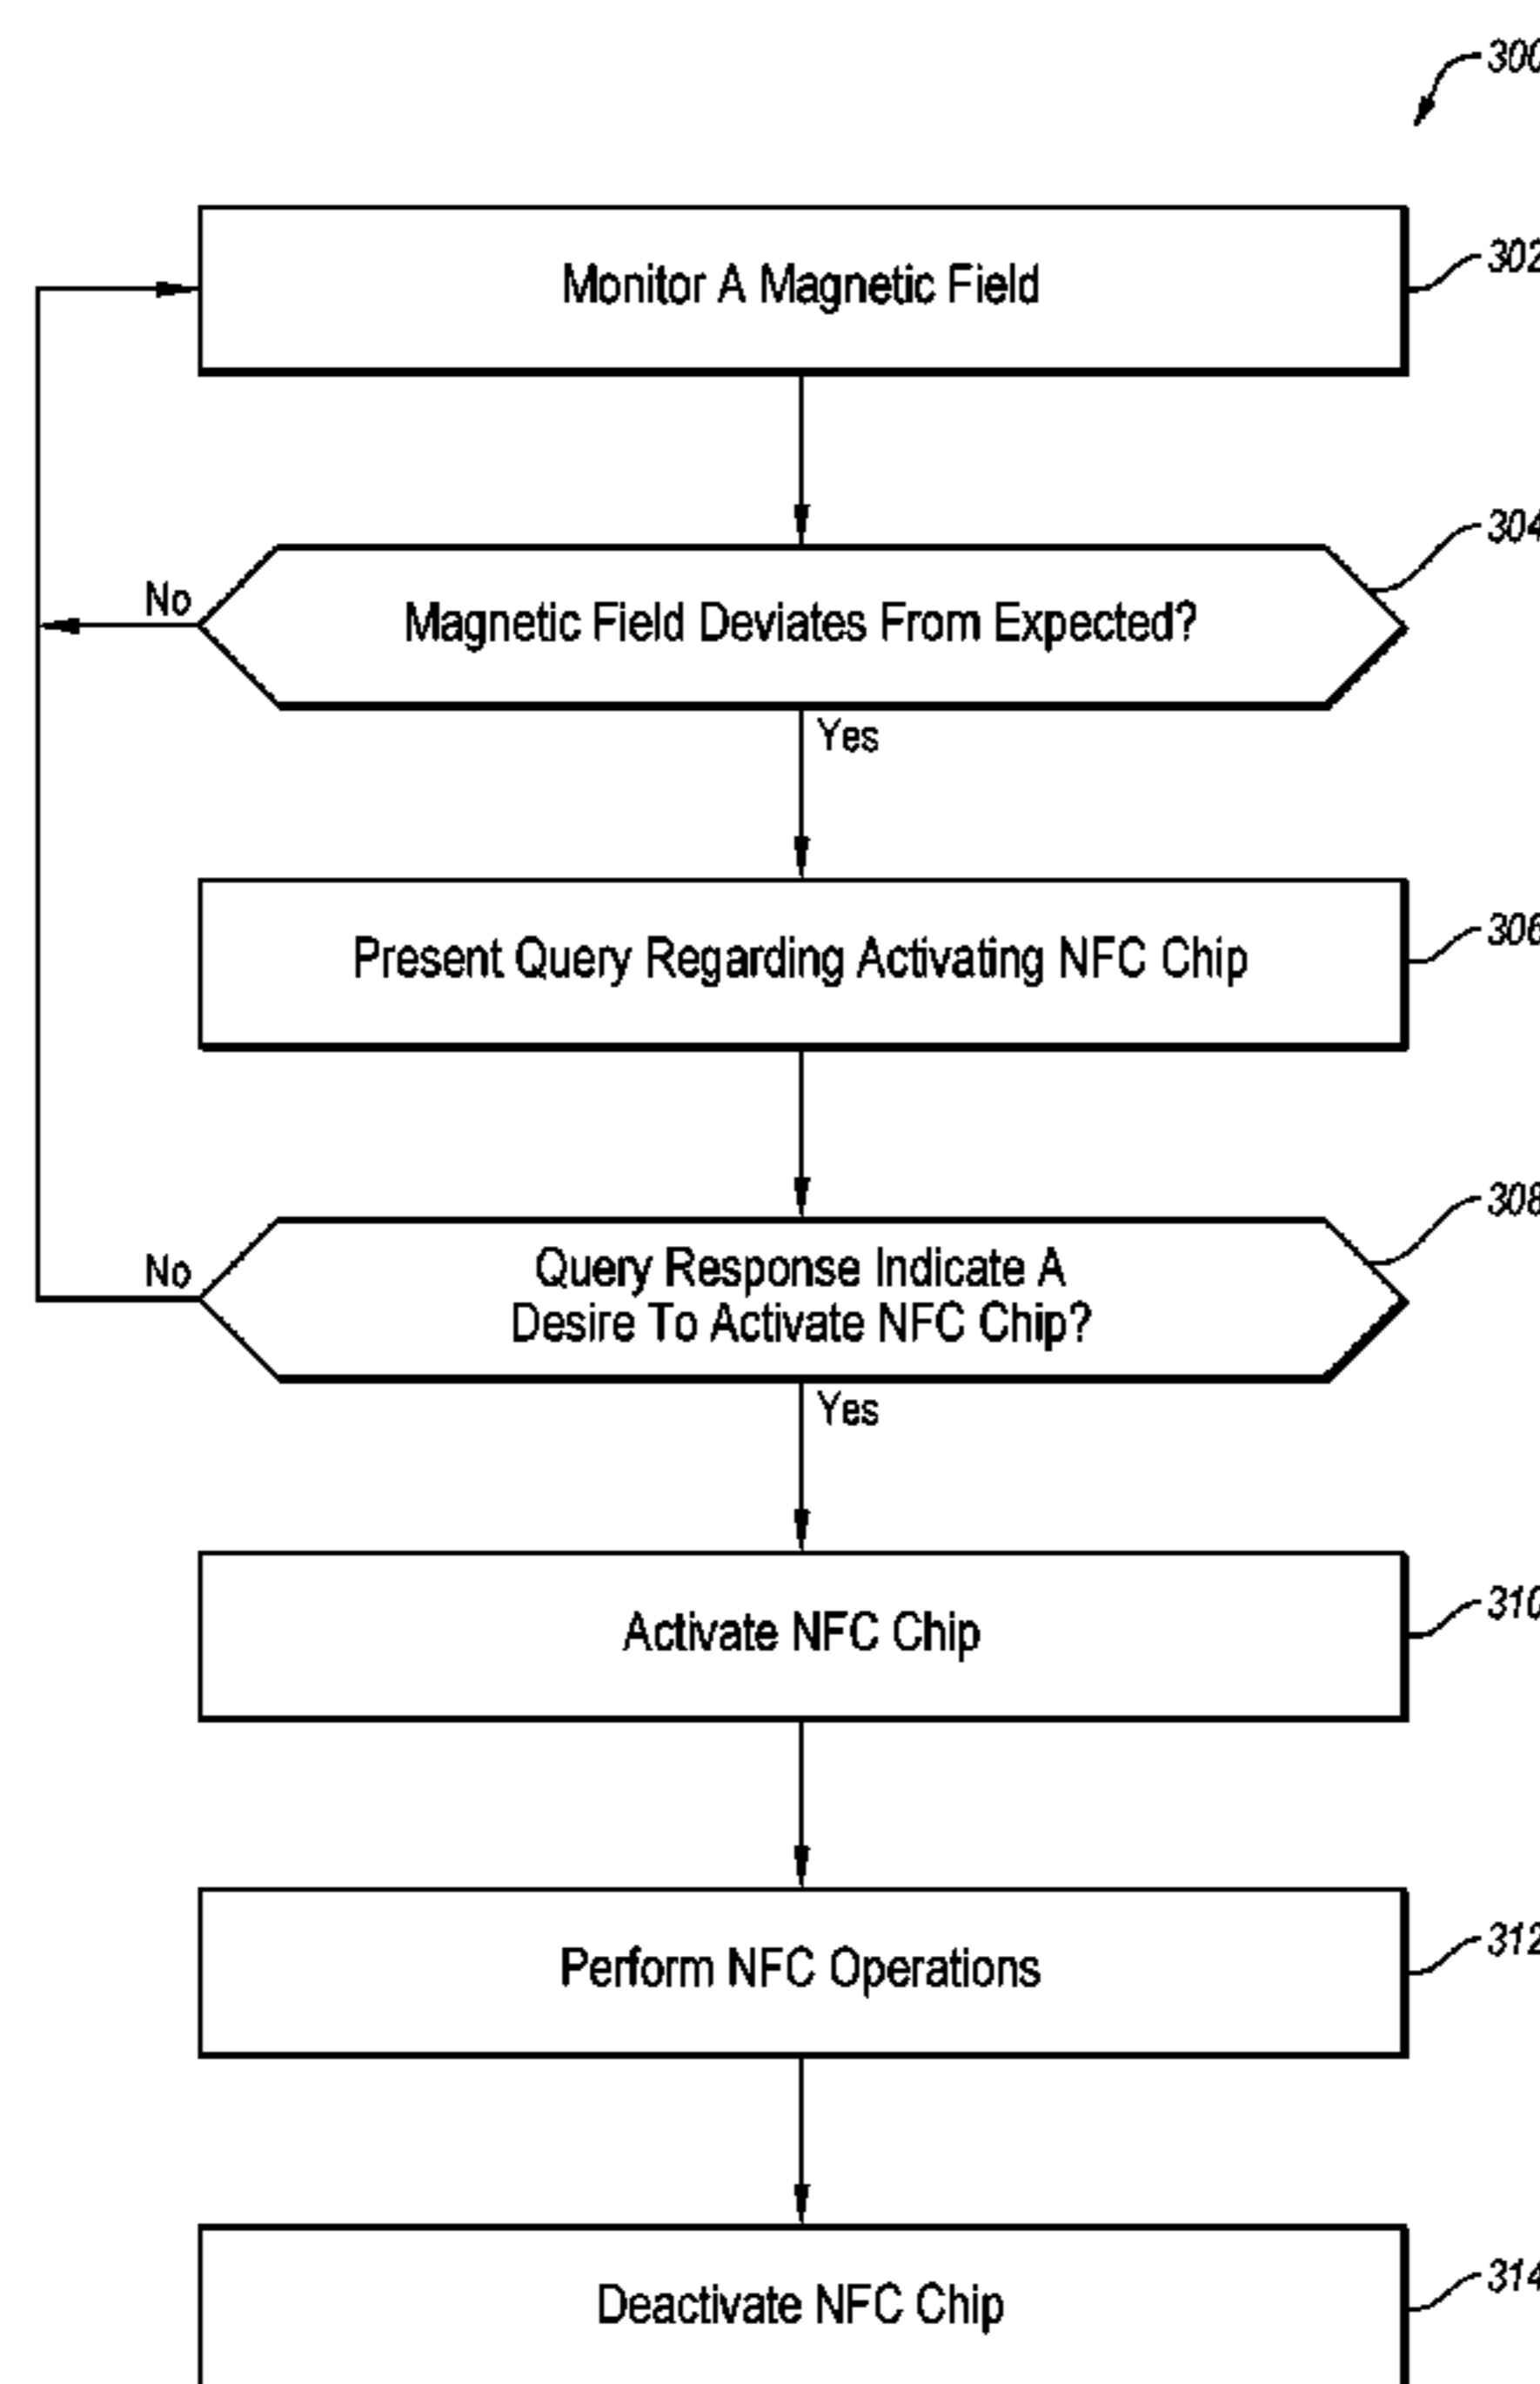 300
Monitor A Magnetic Field
302
304
No
Magnetic Field Deviates From Expected?
Yes
Present Query Regarding Activating NFC Chip
306
308
No
Query Response Indicate A
Desire To Activate NFC Chip?
Yes
Activate NFC Chip
310
Perform NFC Operations
312
Deactivate NFC Chip
314